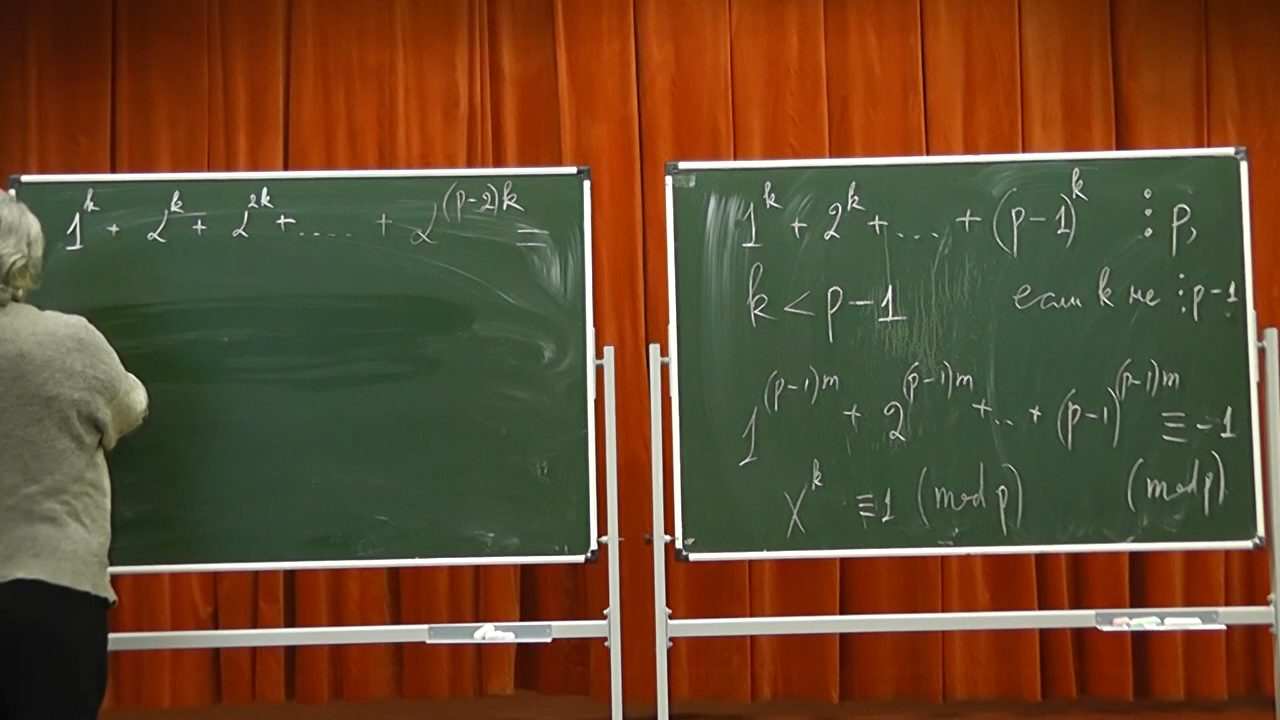 1^k + α^k + α^{2k} + ..... + α^{(p-2)k} =
1^k + 2^k + ... + (p-1)^k ⋮ p,
k < p-1 если k не ⋮ p-1
1^{(p-1)m} + 2^{(p-1)m} + ... + (p-1)^{(p-1)m} ≡ -1
x^k ≡ 1 (mod p) (mod p)